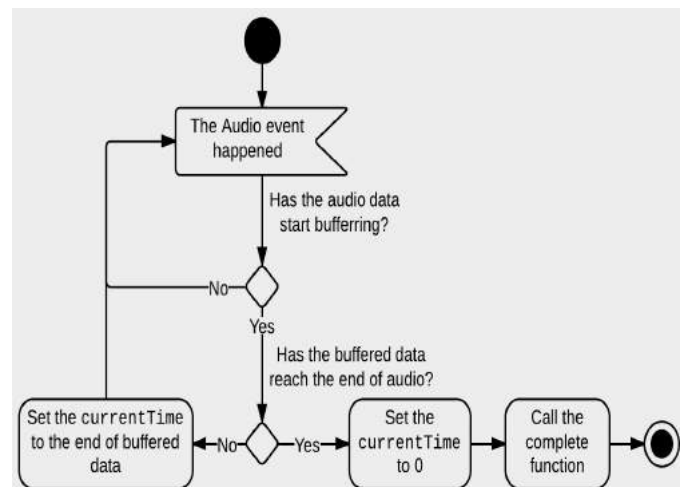 The Audio event
happened
Has the audio data
start bufferring?
No
Yes
Has the buffered data
reach the end of audio?
Set the currentTime
to the end of buffered
data
No
Yes
Set the
currentTime
to 0
Call the
complete
function